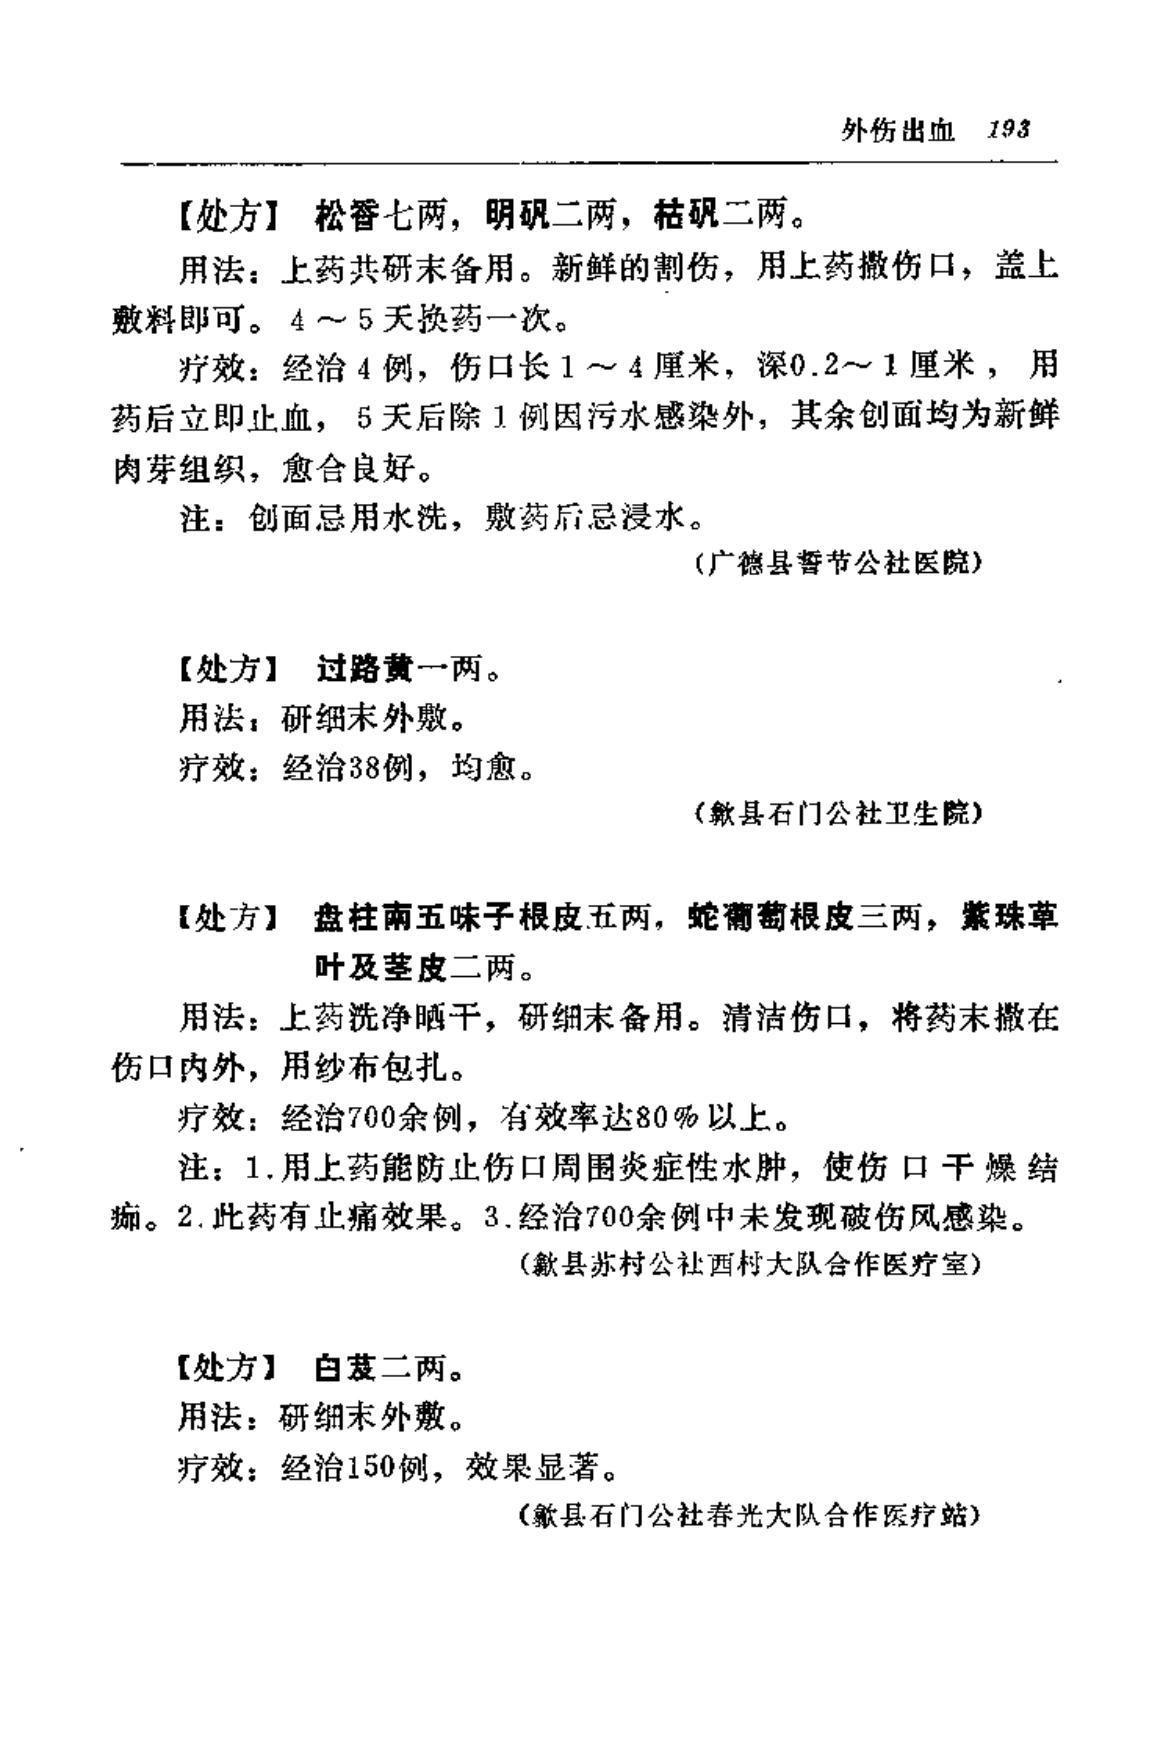 外伤出血 193
【处方】 松香七两，明矾二两，枯矾二两。
用法：上药共研末备用。新鲜的割伤，用上药撒伤口，盖上
敷料即可。4～5天换药一次。
疗效：经治4例，伤口长1～4厘米，深0.2～1厘米，用
药后立即止血，5天后除1例因污水感染外，其余创面均为新鲜
肉芽组织，愈合良好。
注：创面忌用水洗，敷药后忌浸水。
（广德县誓节公社医院）
【处方】 过路黄一两。
用法：研细末外敷。
疗效：经治38例，均愈。
（歙县石门公社卫生院）
【处方】 盘柱南五味子根皮五两，蛇葡萄根皮三两，紫珠草
叶及茎皮二两。
用法：上药洗净晒干，研细末备用。清洁伤口，将药末撒在
伤口内外，用纱布包扎。
疗效：经治700余例，有效率达80%以上。
注：1.用上药能防止伤口周围炎症性水肿，使伤口干燥结
痂。2.此药有止痛效果。3.经治700余例中未发现破伤风感染。
（歙县苏村公社西村大队合作医疗室）
【处方】 白芨二两。
用法：研细末外敷。
疗效：经治150例，效果显著。
（歙县石门公社春光大队合作医疗站）